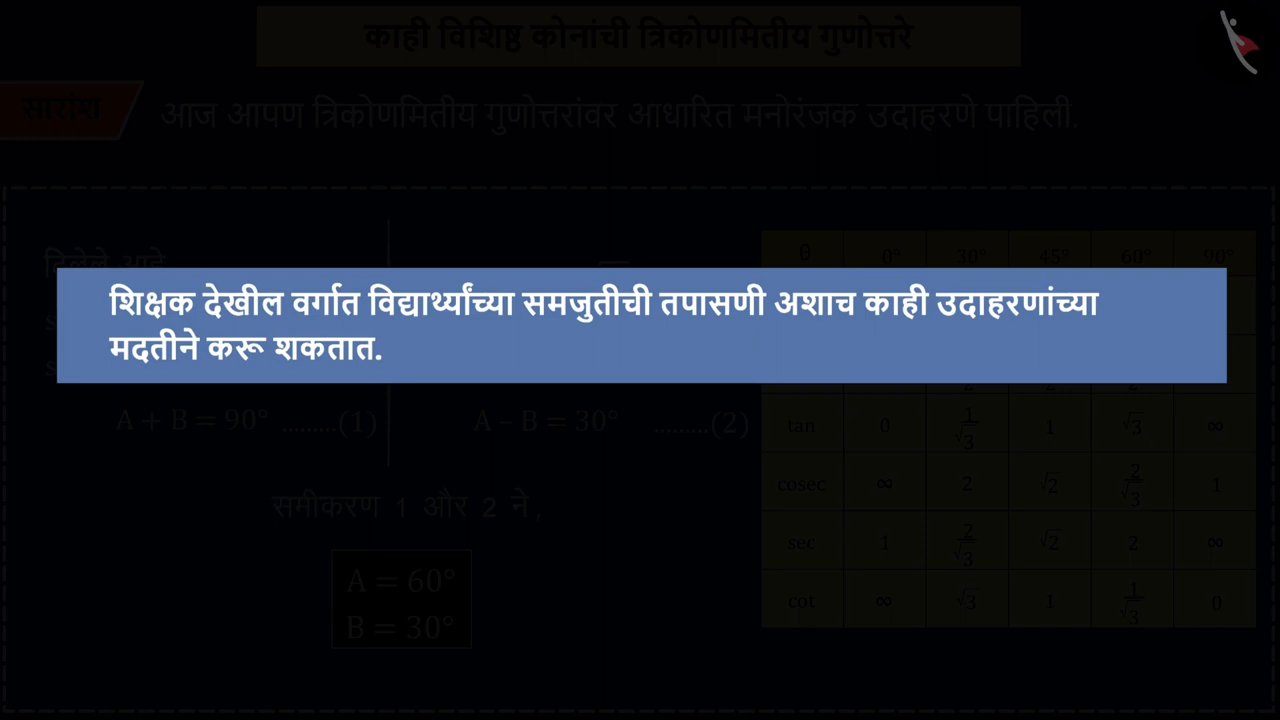 काही विशिष्ठ कोनांची त्रिकोणमितीय गुणोत्तरे
सारांश
आज आपण त्रिकोणमितीय गुणोत्तरांवर आधारित मनोरंजक उदाहरणे पाहिली.
दिलेले आहे
शिक्षक देखील वर्गात विद्यार्थ्यांच्या समजुतीची तपासणी अशाच काही उदाहरणांच्या
मदतीने करू शकतात.
A + B = 90° .........(1)
A – B = 30° .........(2)
समीकरण 1 और 2 ने,
A = 60°
B = 30°
θ 0° 30° 45° 60° 90°
tan 0 1/√3 1 √3 ∞
cosec ∞ 2 √2 2/√3 1
sec 1 2/√3 √2 2 ∞
cot ∞ √3 1 1/√3 0